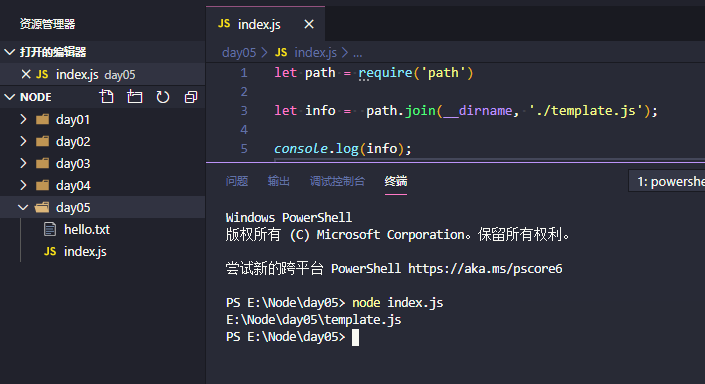 资源管理器
打开的编辑器
JS index.js day05
NODE
day01
day02
day03
day04
day05
hello.txt
JS index.js
JS index.js
day05 > JS index.js > ...
1 let path = require('path')
2
3 let info = path.join(__dirname, './template.js');
4
5 console.log(info);
问题 输出 调试控制台 终端 1: powershe
Windows PowerShell
版权所有 (C) Microsoft Corporation。保留所有权利。
尝试新的跨平台 PowerShell https://aka.ms/pscore6
PS E:\Node\day05> node index.js
E:\Node\day05\template.js
PS E:\Node\day05>